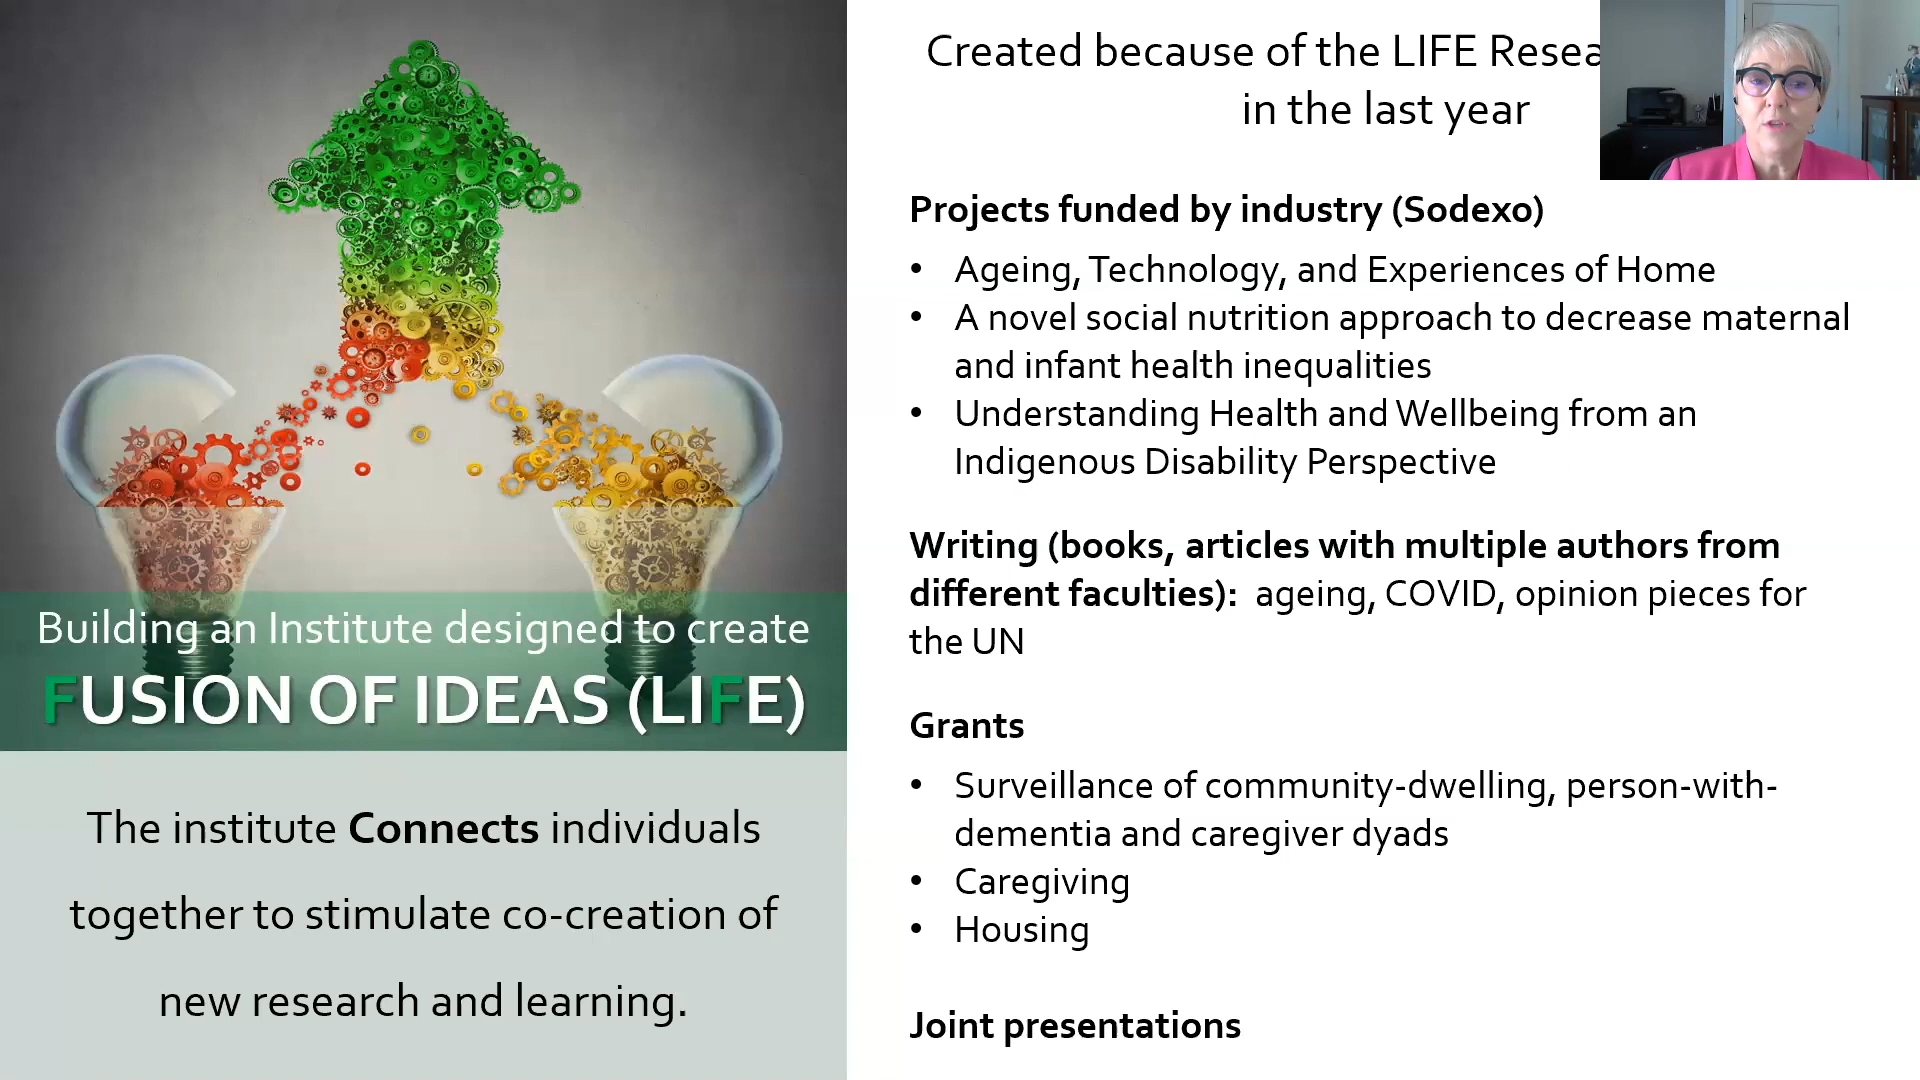 Building an Institute designed to create
FUSION OF IDEAS (LIFE)
The institute Connects individuals
together to stimulate co-creation of
new research and learning.
Created because of the LIFE
in the last year
Projects funded by industry (Sodexo)
• Ageing, Technology, and Experiences of Home
• A novel social nutrition approach to decrease maternal
and infant health inequalities
• Understanding Health and Wellbeing from an
Indigenous Disability Perspective
Writing (books, articles with multiple authors from
different faculties): ageing, COVID, opinion pieces for
the UN
Grants
• Surveillance of community-dwelling, person-with-
dementia and caregiver dyads
• Caregiving
• Housing
Joint presentations